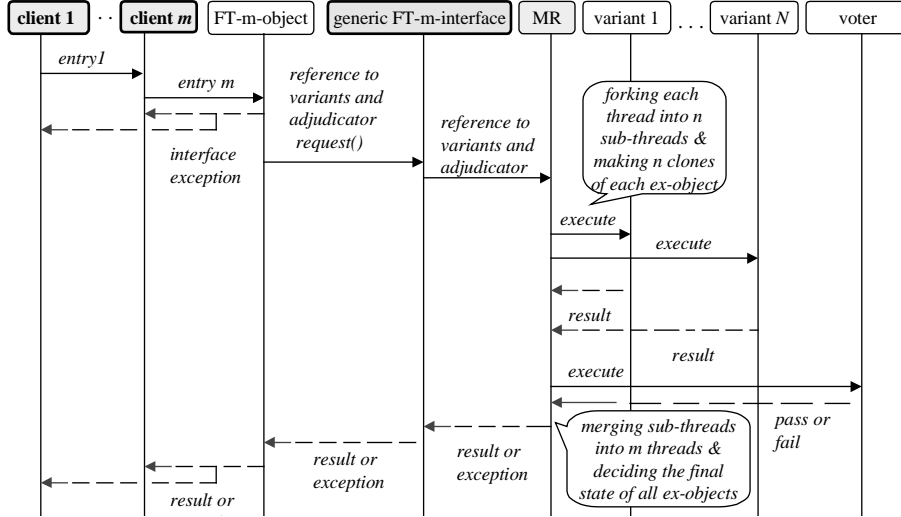 client 1 · · client m FT-m-object generic FT-m-interface MR variant 1 . . . variant N voter
entry1
entry m
reference to
variants and
adjudicator
request()
interface
exception
reference to
variants and
adjudicator
forking each
thread into n
sub-threads &
making n clones
of each ex-object
execute
execute
result
result
execute
pass or
fail
merging sub-threads
into m threads &
deciding the final
state of all ex-objects
result or
exception
result or
exception
result or